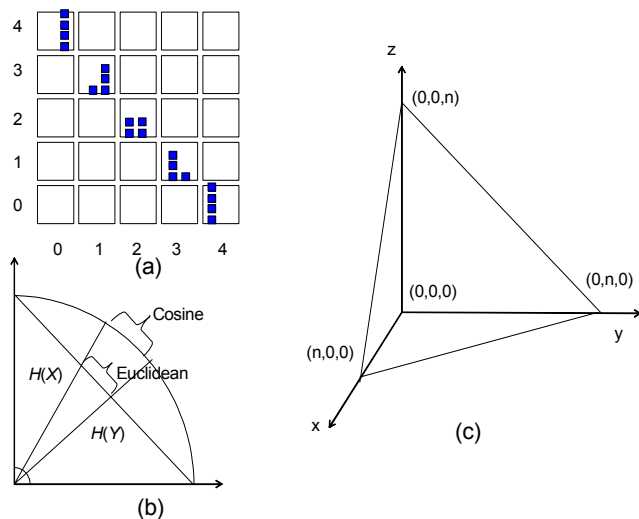 4
3
2
1
0
0 1 2 3 4
(a)
Cosine
Euclidean
H(X)
H(Y)
(b)
z
(0,0,n)
(0,0,0)
(0,n,0)
y
(n,0,0)
x
(c)